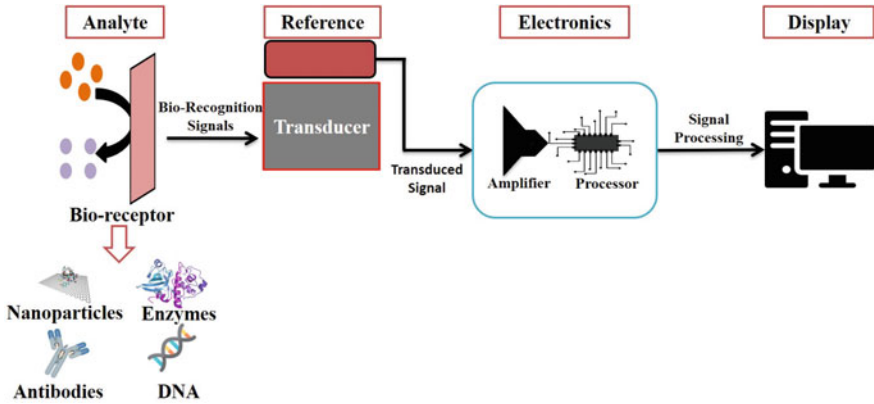 Analyte
Reference
Electronics
Display
Bio-Recognition
Signals
Transducer
Transduced
Signal
Amplifier
Processor
Signal
Processing
Bio-receptor
Nanoparticles
Enzymes
Antibodies
DNA